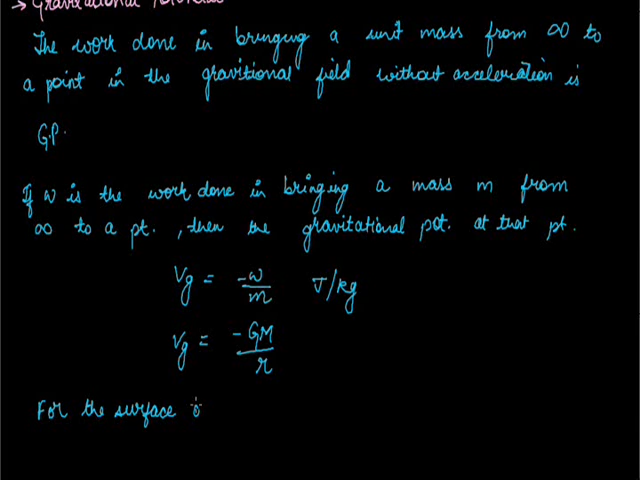 → Gravitational Potential
The work done in bringing a unit mass from ∞ to
a point in the gravitional field without acceleration is
G.P.
If W is the work done in bringing a mass m from
∞ to a pt. , then the gravitational pot. at that pt.
Vg = -W/m J/kg
Vg = -GM/r
For the surface o